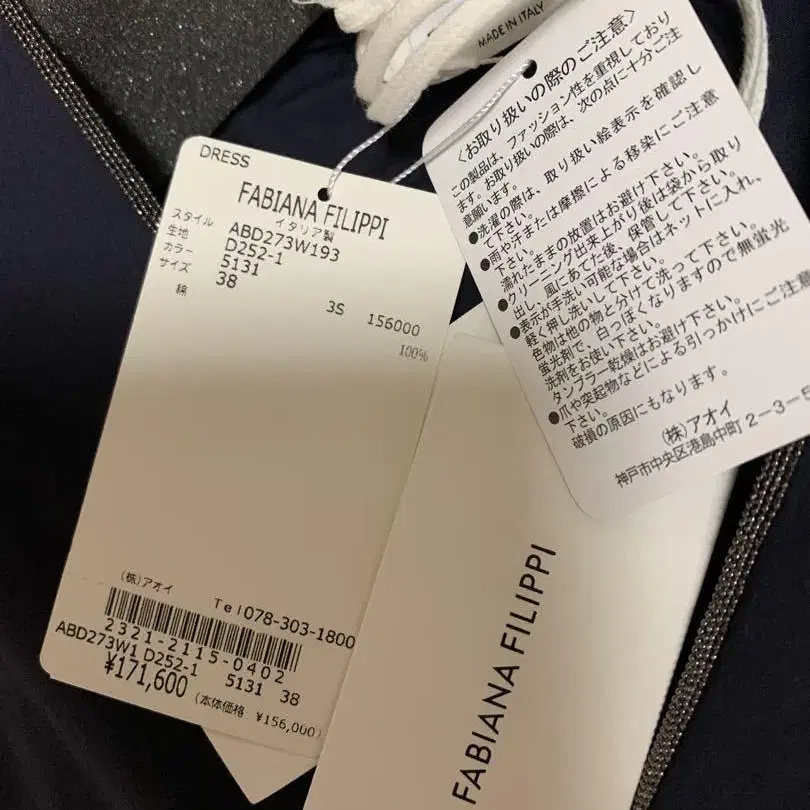 MADE IN ITALY
DRESS
FABIANA FILIPPI
イタリア製
スタイル ABD273W193
生地 D252-1
カラー 5131
サイズ 38
綿
3S 156000
100%
(株)アオイ
Tel078-303-1800
2321-2115-0402
ABD273W1 D252-1 5131 38
¥171,600 (本体価格 ¥156,000)
〈お取り扱いの際のご注意〉
この製品は、ファッション性を重視しており
ます。お取り扱いの際は、次の点に十分ご注
意願います。
●洗濯の際は、取り扱い絵表示を確認し
て下さい。
●雨や汗または摩擦による移染にご注意
下さい。
濡れたままの放置はお避け下さい。
●クリーニング出来上がり後は袋から取り
出し、風にあてた後、保管して下さい。
●表示が手洗い可能な場合はネットに入れ、
軽く押し洗いして下さい。
色物は他の物と分けて洗って下さい。
蛍光剤で、白っぽくなりますので無蛍光
洗剤をお使い下さい。
タンブラー乾燥はお避け下さい。
●爪や突起物などによる引っかけにご注意
下さい。
破損の原因にもなります。
(株)アオイ
神戸市中央区港島中町2-3-5
FABIANA FILIPPI